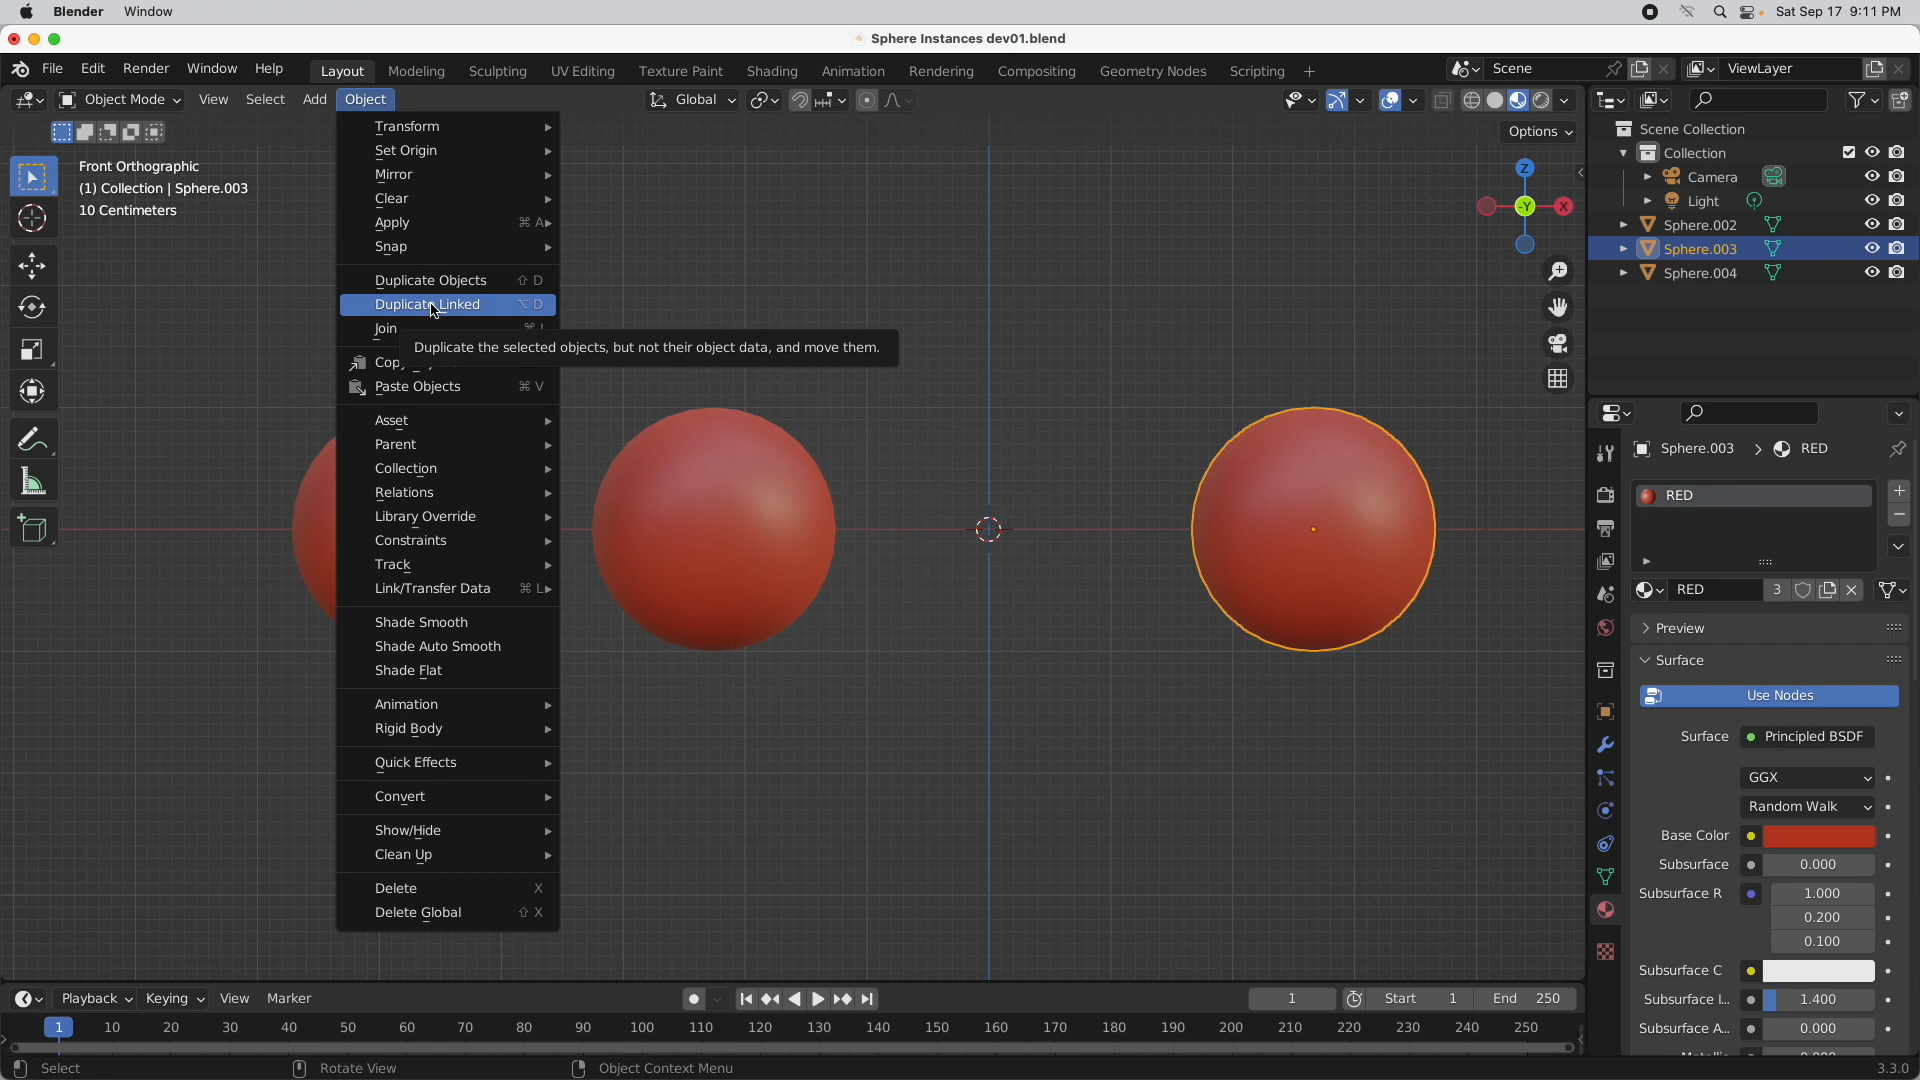 Blender Window
Sat Sep 17 9:11 PM
Sphere Instances dev01.blend
File Edit Render Window Help
Layout Modeling Sculpting UV Editing Texture Paint Shading Animation Rendering Compositing Geometry Nodes Scripting +
Scene
ViewLayer
Object Mode View Select Add Object
Global
Options
Front Orthographic
(1) Collection | Sphere.003
10 Centimeters
Transform
Set Origin
Mirror
Clear
Apply ⌘ A
Snap
Duplicate Objects ⇧ D
Duplicate Linked ⌥ D
Join
Duplicate the selected objects, but not their object data, and move them.
Paste Objects ⌘ V
Asset
Parent
Collection
Relations
Library Override
Constraints
Track
Link/Transfer Data ⌘ L
Shade Smooth
Shade Auto Smooth
Shade Flat
Animation
Rigid Body
Quick Effects
Convert
Show/Hide
Clean Up
Delete X
Delete Global ⇧ X
Z
-Y X
Scene Collection
Collection
Camera
Light
Sphere.002
Sphere.003
Sphere.004
Sphere.003 > RED
RED
RED 3
Preview
Surface
Use Nodes
Surface Principled BSDF
GGX
Random Walk
Base Color
Subsurface 0.000
Subsurface R 1.000
0.200
0.100
Subsurface C
Subsurface I... 1.400
Subsurface A... 0.000
Playback Keying View Marker
1 Start 1 End 250
1 10 20 30 40 50 60 70 80 90 100 110 120 130 140 150 160 170 180 190 200 210 220 230 240 250
Select Rotate View Object Context Menu
3.3.0